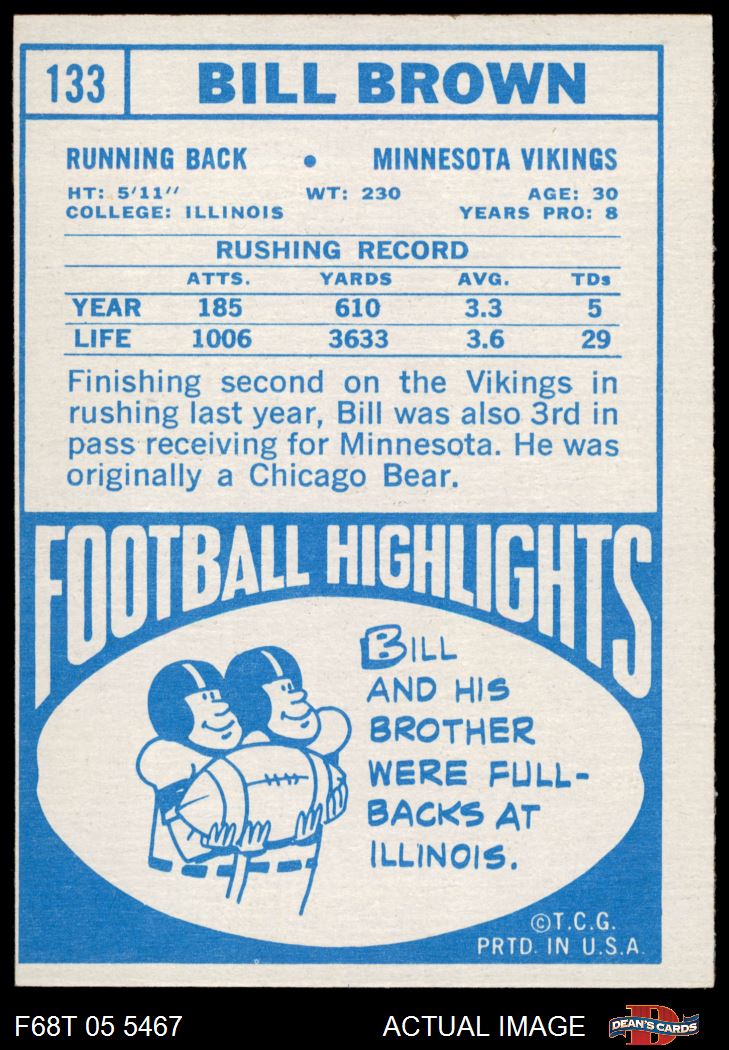 133 BILL BROWN
RUNNING BACK • MINNESOTA VIKINGS
HT: 5'11" WT: 230 AGE: 30
COLLEGE: ILLINOIS YEARS PRO: 8
RUSHING RECORD
ATTS. YARDS AVG. TDs
YEAR 185 610 3.3 5
LIFE 1006 3633 3.6 29
Finishing second on the Vikings in
rushing last year, Bill was also 3rd in
pass receiving for Minnesota. He was
originally a Chicago Bear.
FOOTBALL HIGHLIGHTS
BILL
AND HIS
BROTHER
WERE FULL-
BACKS AT
ILLINOIS.
©T.C.G.
PRTD. IN U.S.A.
F68T 05 5467 ACTUAL IMAGE DEAN'S CARDS